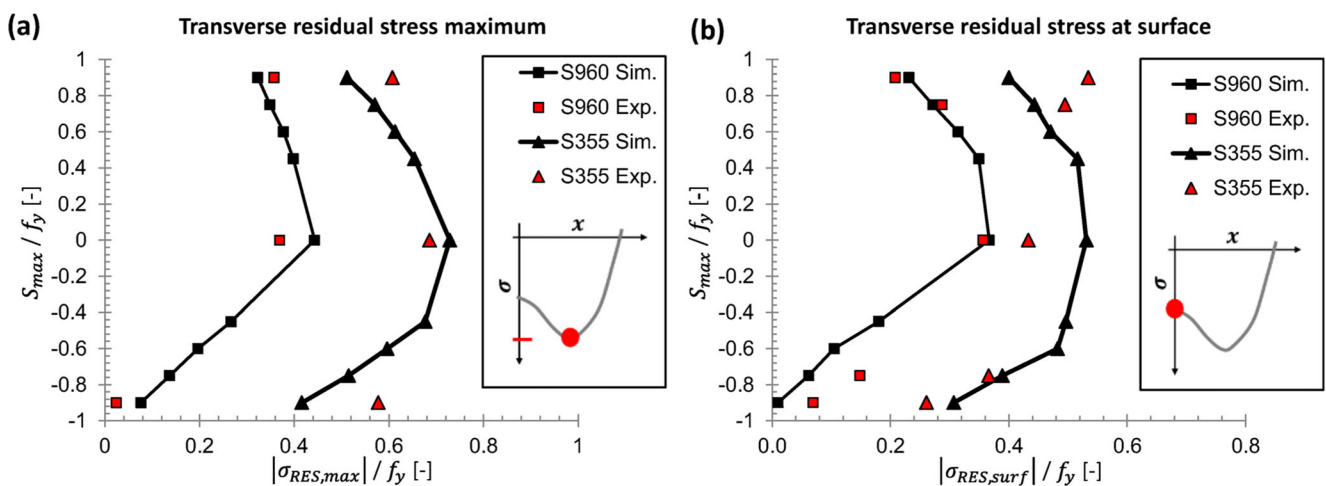 (a)
Transverse residual stress maximum
S_max / f_y [-]
1
0.8
0.6
0.4
0.2
0
-0.2
-0.4
-0.6
-0.8
-1
0
0.2
0.4
0.6
0.8
1
|σ_RES,max| / f_y [-]
S960 Sim.
S960 Exp.
S355 Sim.
S355 Exp.
x
σ
(b)
Transverse residual stress at surface
S_max / f_y [-]
1
0.8
0.6
0.4
0.2
0
-0.2
-0.4
-0.6
-0.8
-1
0.0
0.2
0.4
0.6
0.8
|σ_RES,surf| / f_y [-]
S960 Sim.
S960 Exp.
S355 Sim.
S355 Exp.
x
σ